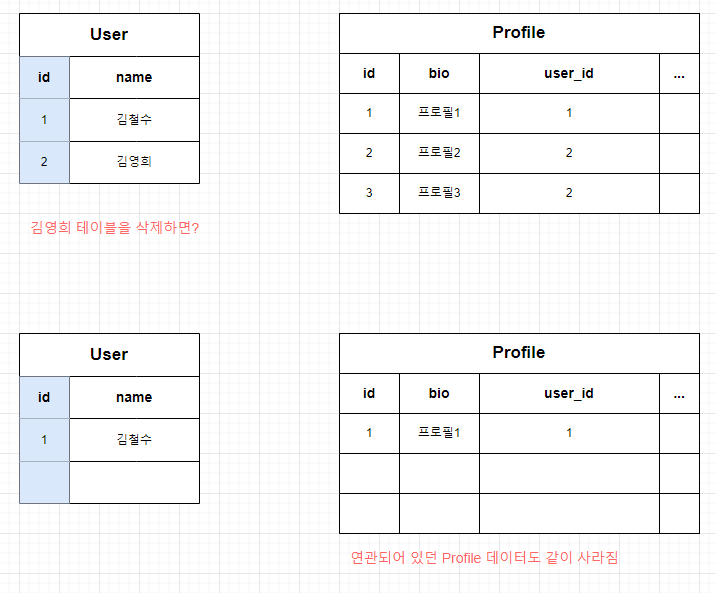 User
id name
1 김철수
2 김영희
김영희 테이블을 삭제하면?
Profile
id bio user_id ...
1 프로필1 1
2 프로필2 2
3 프로필3 2
User
id name
1 김철수
Profile
id bio user_id ...
1 프로필1 1
연관되어 있던 Profile 데이터도 같이 사라짐